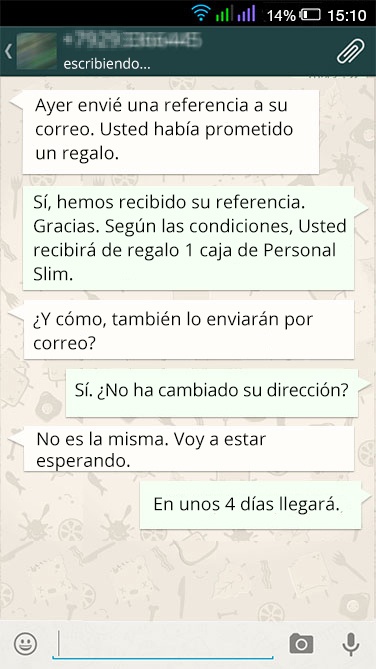 14% 15:10
escribiendo...
Ayer envié una referencia a su
correo. Usted había prometido
un regalo.
Sí, hemos recibido su referencia.
Gracias. Según las condiciones, Usted
recibirá de regalo 1 caja de Personal
Slim.
¿Y cómo, también lo enviarán por
correo?
Sí. ¿No ha cambiado su dirección?
No es la misma. Voy a estar
esperando.
En unos 4 días llegará.